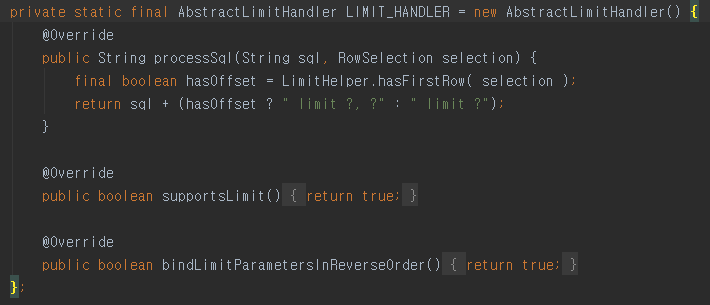 private static final AbstractLimitHandler LIMIT_HANDLER = new AbstractLimitHandler() {
@Override
public String processSql(String sql, RowSelection selection) {
final boolean hasOffset = LimitHelper.hasFirstRow( selection );
return sql + (hasOffset ? " limit ?, ?" : " limit ?");
}
@Override
public boolean supportsLimit() { return true; }
@Override
public boolean bindLimitParametersInReverseOrder() { return true; }
};